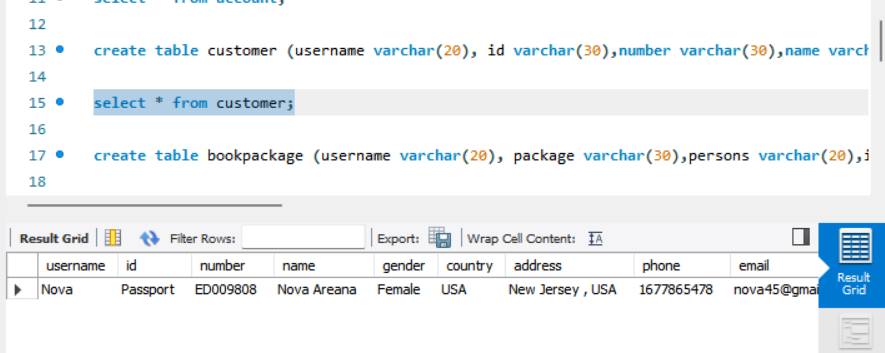 11 select * from account;
12
13 create table customer (username varchar(20), id varchar(30),number varchar(30),name varch
14
15 select * from customer;
16
17 create table bookpackage (username varchar(20), package varchar(30),persons varchar(20),i
18
Result Grid Filter Rows: Export: Wrap Cell Content:
username id number name gender country address phone email
Nova Passport ED009808 Nova Areana Female USA New Jersey , USA 1677865478 nova45@gmai
Result
Grid